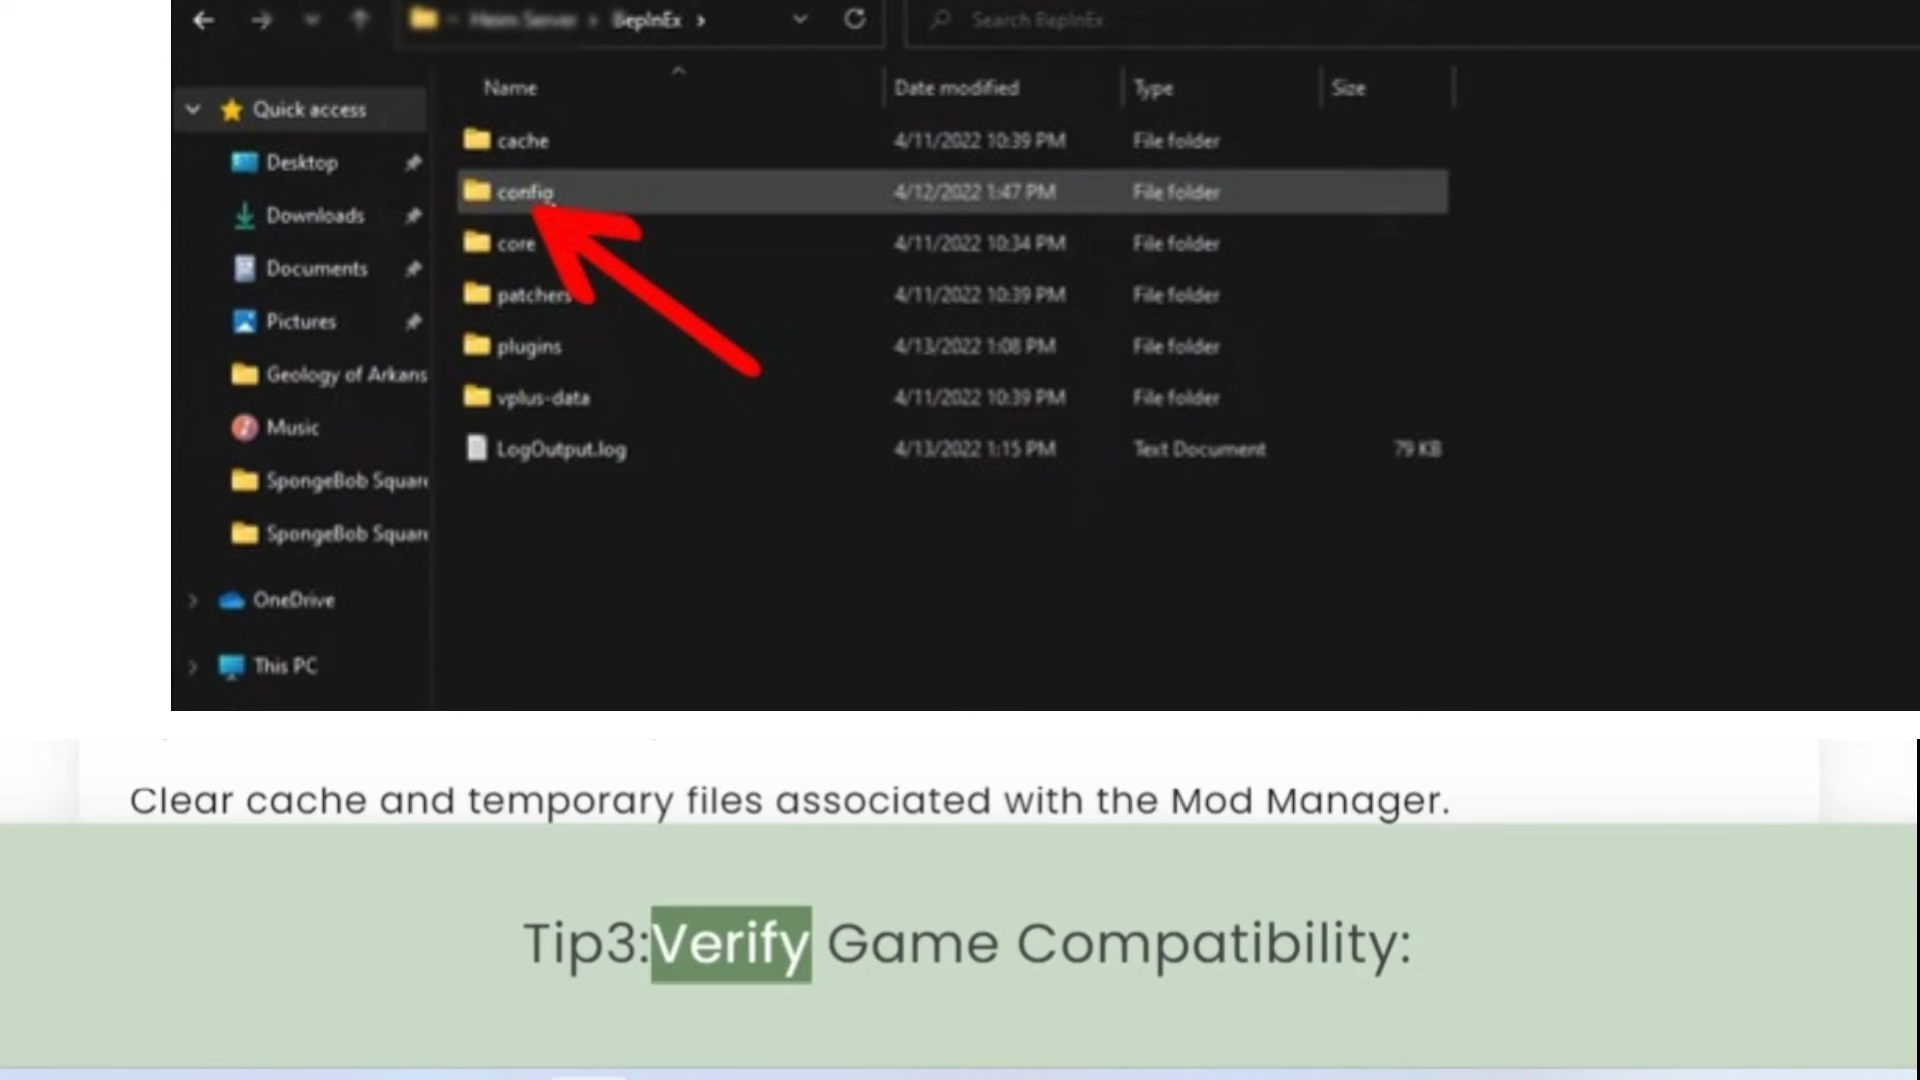 Heim Server > BepInEx >
Search BepInEx
Name Date modified Type Size
Quick access
Desktop
Downloads
Documents
Pictures
Geology of Arkans
Music
SpongeBob Squar
SpongeBob Squar
OneDrive
This PC
cache 4/11/2022 10:39 PM File folder
config 4/12/2022 1:47 PM File folder
core 4/11/2022 10:34 PM File folder
patchers 4/11/2022 10:39 PM File folder
plugins 4/13/2022 1:08 PM File folder
vplus-data 4/11/2022 10:39 PM File folder
LogOutput.log 4/13/2022 1:15 PM Text Document 79 KB
Clear cache and temporary files associated with the Mod Manager.
Tip3:Verify Game Compatibility: